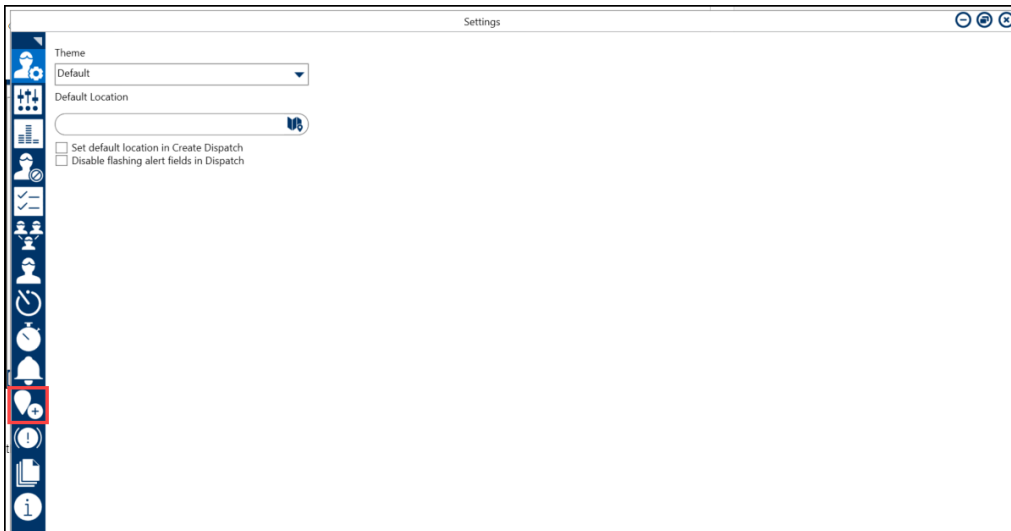 Settings
Theme
Default
Default Location
Set default location in Create Dispatch
Disable flashing alert fields in Dispatch